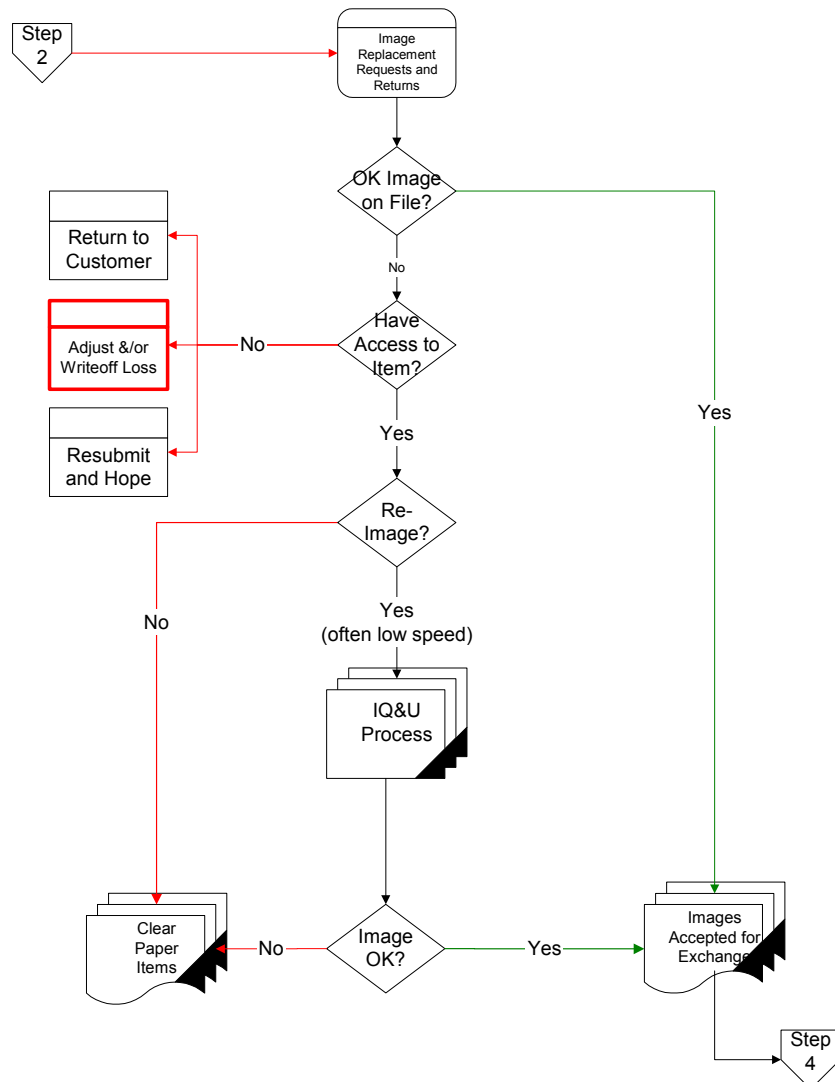 Step
2
Image
Replacement
Requests and
Returns
OK Image
on File?
Yes
No
Return to
Customer
Have
Access to
Item?
No
Adjust &/or
Writeoff Loss
Resubmit
and Hope
Yes
Re-
Image?
No
Yes
(often low speed)
IQ&U
Process
Image
OK?
No
Yes
Clear
Paper
Items
Images
Accepted for
Exchange
Step
4